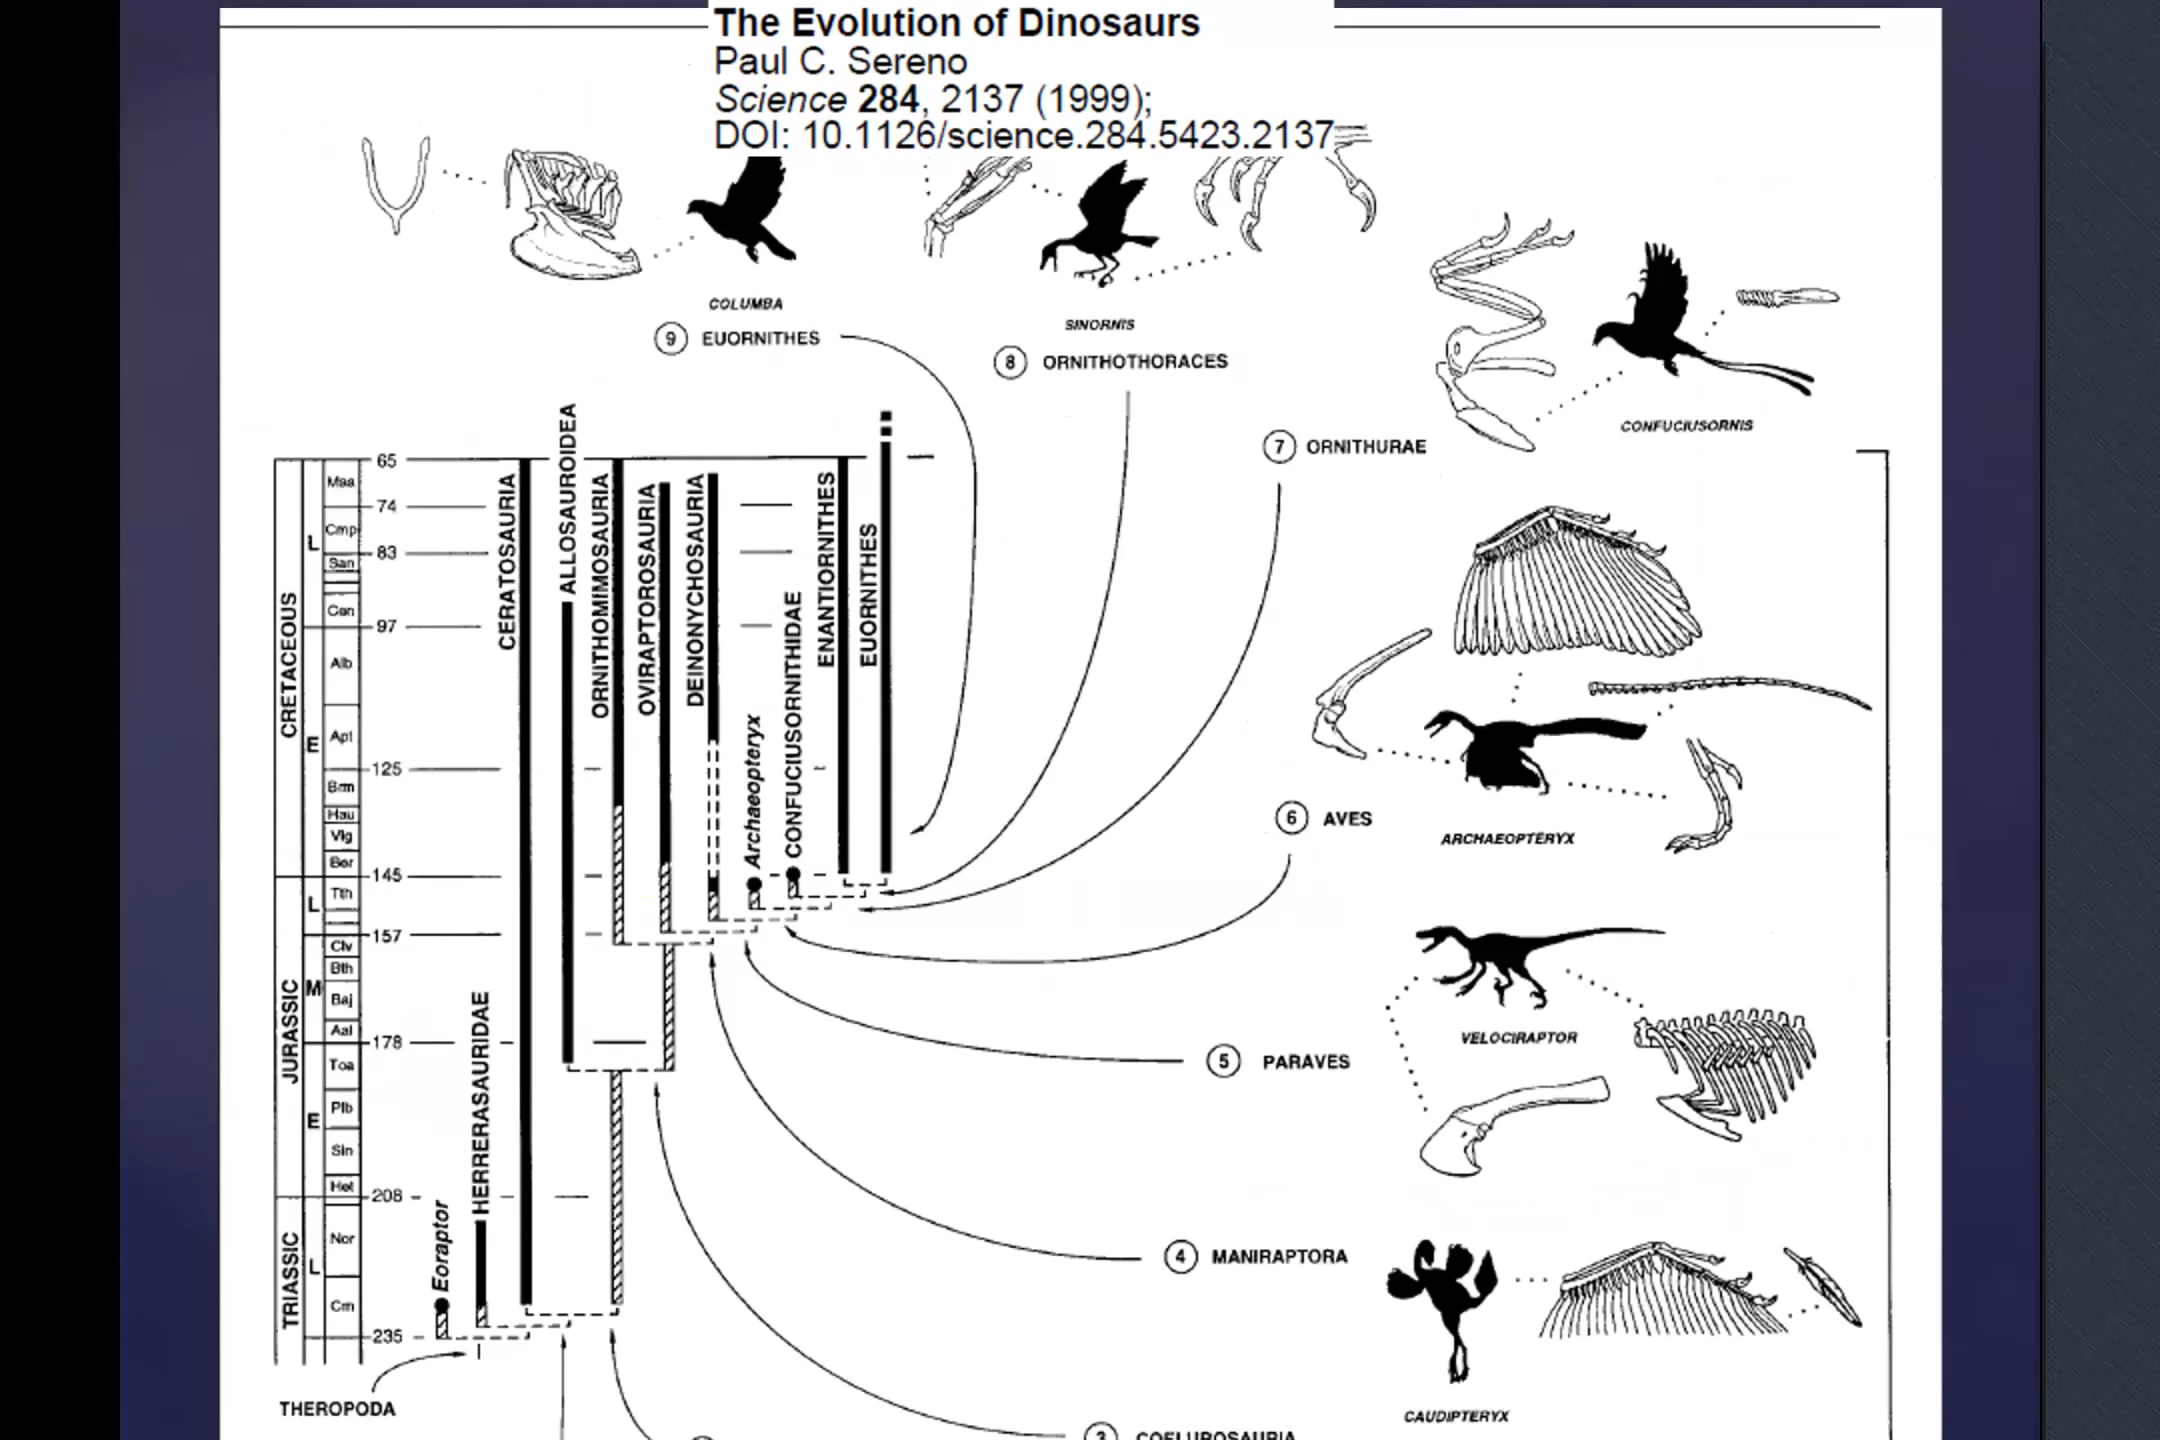 The Evolution of Dinosaurs
Paul C. Sereno
Science 284, 2137 (1999);
DOI: 10.1126/science.284.5423.2137
COLUMBA
9 EUORNITHES
SINORNIS
8 ORNITHOTHORACES
CONFUCIUSORNIS
7 ORNITHURAE
ARCHAEOPTERYX
6 AVES
VELOCIRAPTOR
5 PARAVES
4 MANIRAPTORA
CAUDIPTERYX
3 COELUROSAURIA
THEROPODA
CRETACEOUS
L
E
JURASSIC
L
M
E
TRIASSIC
L
Maa
Cmp
San
Cen
Alb
Apt
Brm
Hau
Vlg
Ber
Tth
Clv
Bth
Baj
Aal
Toa
Plb
Sin
Het
Nor
Crn
65
74
83
97
125
145
157
178
208
235
Eoraptor
HERRERASAURIDAE
CERATOSAURIA
ALLOSAUROIDEA
ORNITHOMIMOSAURIA
OVIRAPTOROSAURIA
DEINONYCHOSAURIA
Archaeopteryx
CONFUCIUSORNITHIDAE
ENANTIORNITHES
EUORNITHES